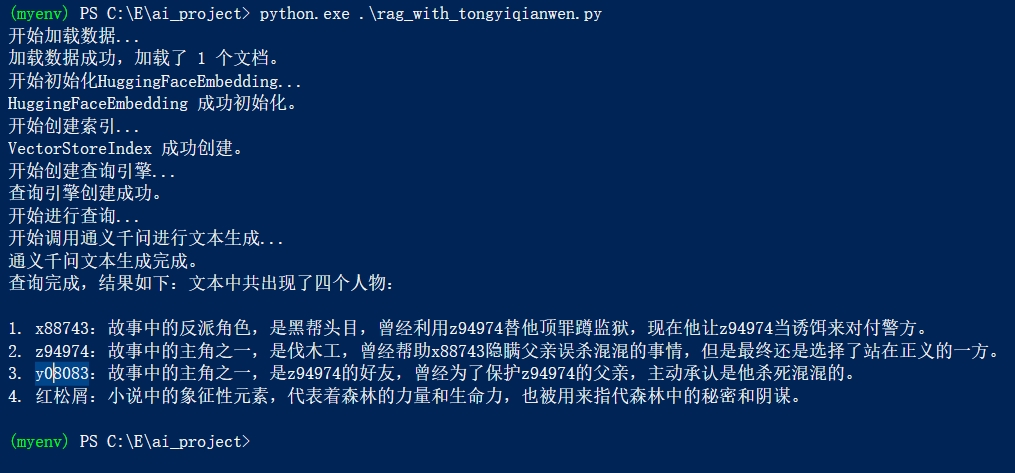 (myenv) PS C:\E\ai_project> python.exe .\rag_with_tongyiqianwen.py
开始加载数据...
加载数据成功，加载了 1 个文档。
开始初始化HuggingFaceEmbedding...
HuggingFaceEmbedding 成功初始化。
开始创建索引...
VectorStoreIndex 成功创建。
开始创建查询引擎...
查询引擎创建成功。
开始进行查询...
开始调用通义千问进行文本生成...
通义千问文本生成完成。
查询完成，结果如下：文本中共出现了四个人物：
1. x88743：故事中的反派角色，是黑帮头目，曾经利用z94974替他顶罪蹲监狱，现在他让z94974当诱饵来对付警方。
2. z94974：故事中的主角之一，是伐木工，曾经帮助x88743隐瞒父亲误杀混混的事情，但是最终还是选择了站在正义的一方。
3. y08083：故事中的主角之一，是z94974的好友，曾经为了保护z94974的父亲，主动承认是他杀死混混的。
4. 红松屑：小说中的象征性元素，代表着森林的力量和生命力，也被用来指代森林中的秘密和阴谋。
(myenv) PS C:\E\ai_project>